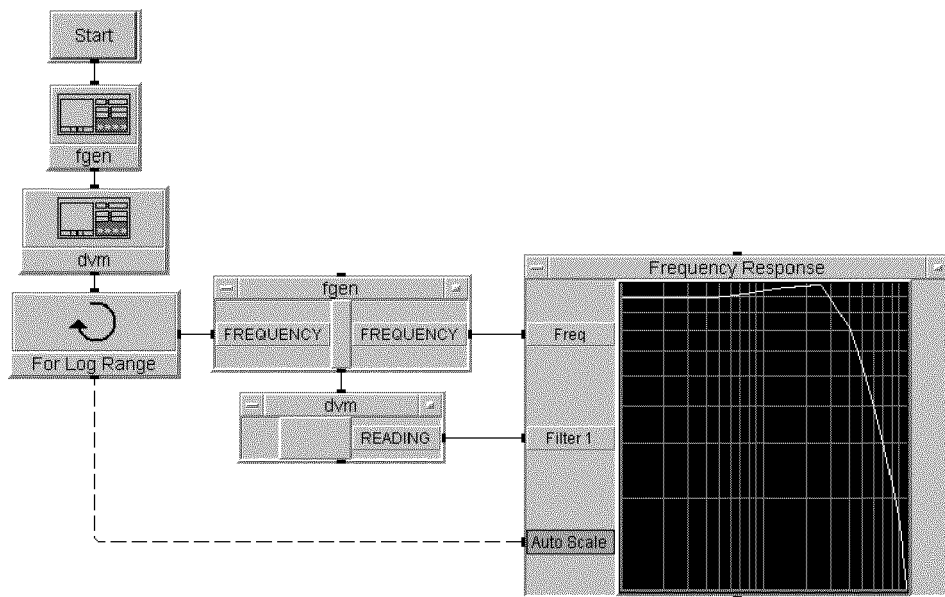 Start
fgen
dvm
For Log Range
fgen
FREQUENCY
FREQUENCY
dvm
READING
Frequency Response
Freq
Filter 1
Auto Scale